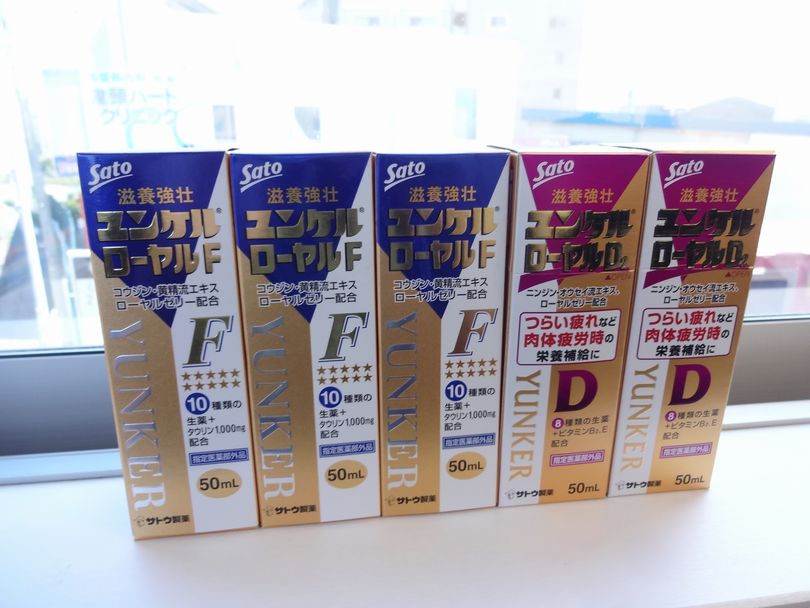 湊頭ハート
クリニック
Sato
滋養強壮
ユンケル®
ローヤルF
コウジン・黄精流エキス
ローヤルゼリー配合
YUNKER
F
10種類の
生薬+
タウリン1,000mg
配合
指定医薬部外品
50mL
サトウ製薬
Sato
滋養強壮
ユンケル®
ローヤルF
コウジン・黄精流エキス
ローヤルゼリー配合
YUNKER
F
10種類の
生薬+
タウリン1,000mg
配合
指定医薬部外品
50mL
サトウ製薬
Sato
滋養強壮
ユンケル®
ローヤルF
コウジン・黄精流エキス
ローヤルゼリー配合
YUNKER
F
10種類の
生薬+
タウリン1,000mg
配合
指定医薬部外品
50mL
サトウ製薬
Sato
滋養強壮
ユンケル®
ローヤルD2
▲OPEN
ニンジン・オウセイ流エキス、
ローヤルゼリー配合
つらい疲れなど
肉体疲労時の
栄養補給に
YUNKER
D
8種類の生薬
+ビタミンB2、E
配合
指定医薬部外品
サトウ製薬
50mL
Sato
滋養強壮
ユンケル®
ローヤルD2
▲OPEN
ニンジン・オウセイ流エキス、
ローヤルゼリー配合
つらい疲れなど
肉体疲労時の
栄養補給に
YUNKER
D
8種類の生薬
+ビタミンB2、E
配合
指定医薬部外品
サトウ製薬
50mL